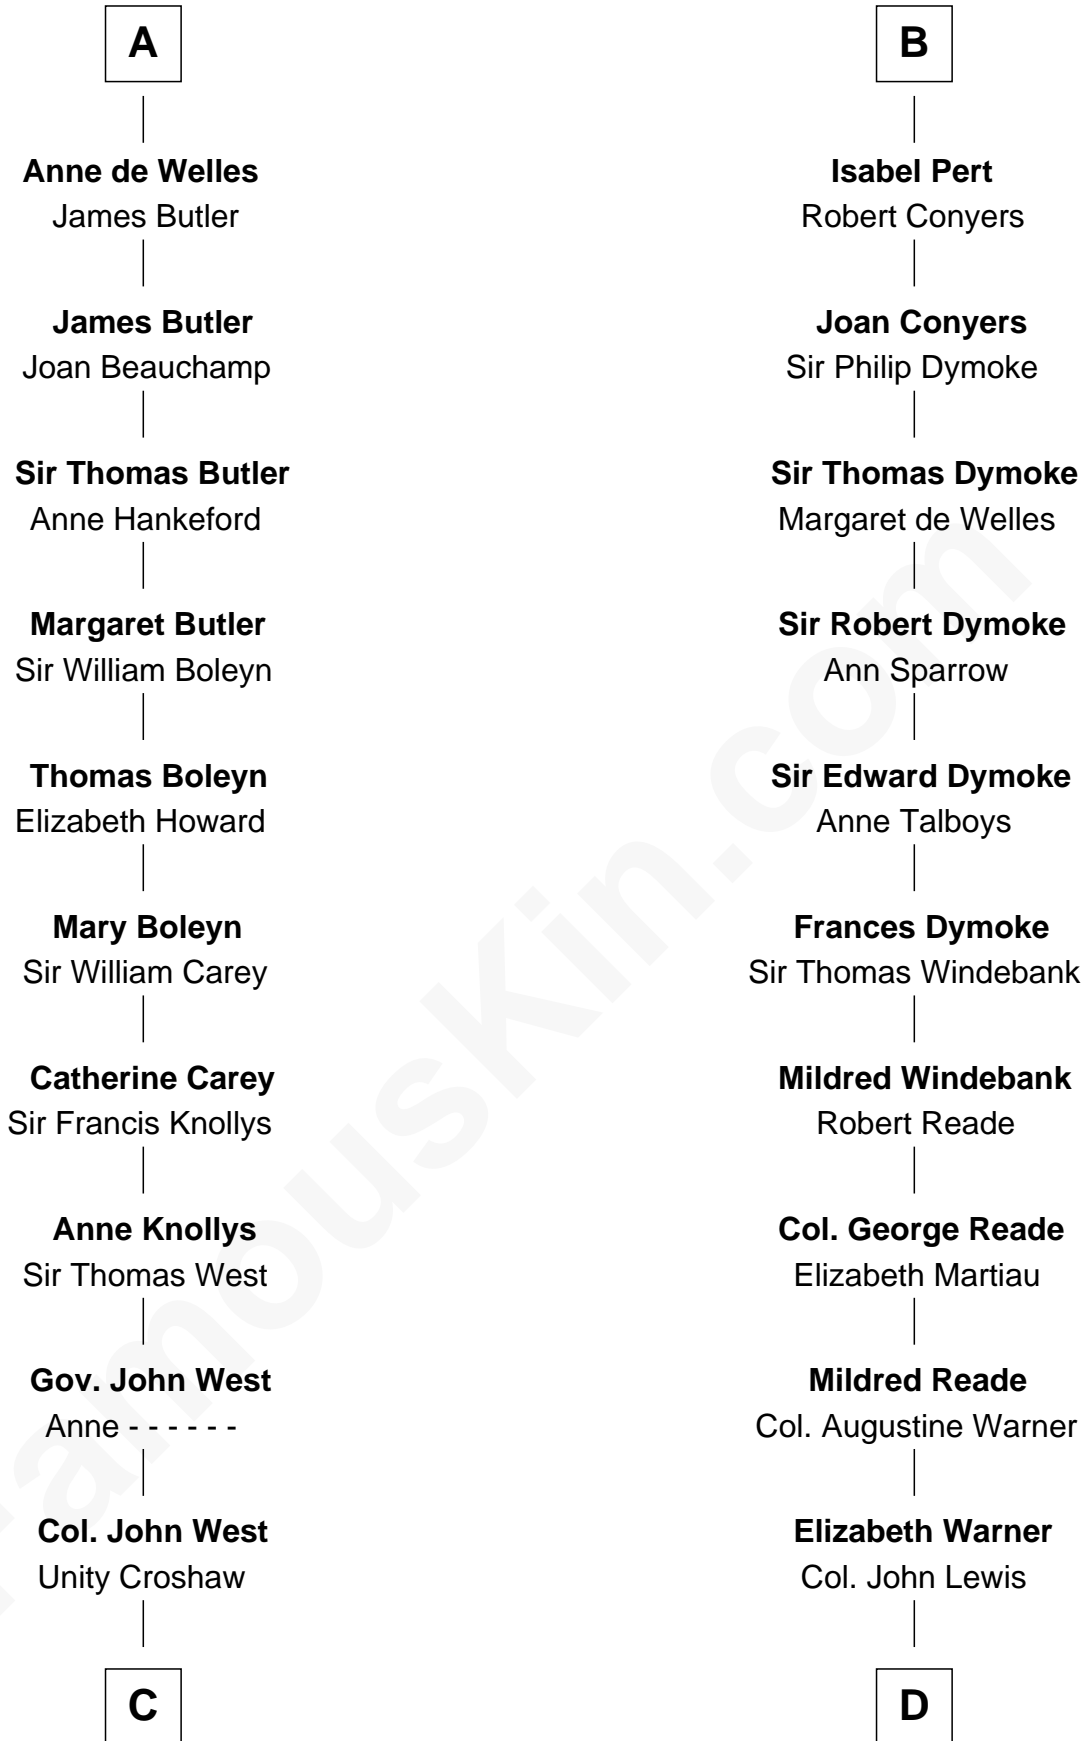 A
Anne de Welles
James Butler
James Butler
Joan Beauchamp
Sir Thomas Butler
Anne Hankeford
Margaret Butler
Sir William Boleyn
Thomas Boleyn
Elizabeth Howard
Mary Boleyn
Sir William Carey
Catherine Carey
Sir Francis Knollys
Anne Knollys
Sir Thomas West
Gov. John West
Anne - - - - - -
Col. John West
Unity Croshaw
C
B
Isabel Pert
Robert Conyers
Joan Conyers
Sir Philip Dymoke
Sir Thomas Dymoke
Margaret de Welles
Sir Robert Dymoke
Ann Sparrow
Sir Edward Dymoke
Anne Talboys
Frances Dymoke
Sir Thomas Windebank
Mildred Windebank
Robert Reade
Col. George Reade
Elizabeth Martiau
Mildred Reade
Col. Augustine Warner
Elizabeth Warner
Col. John Lewis
D
FamousKin.com